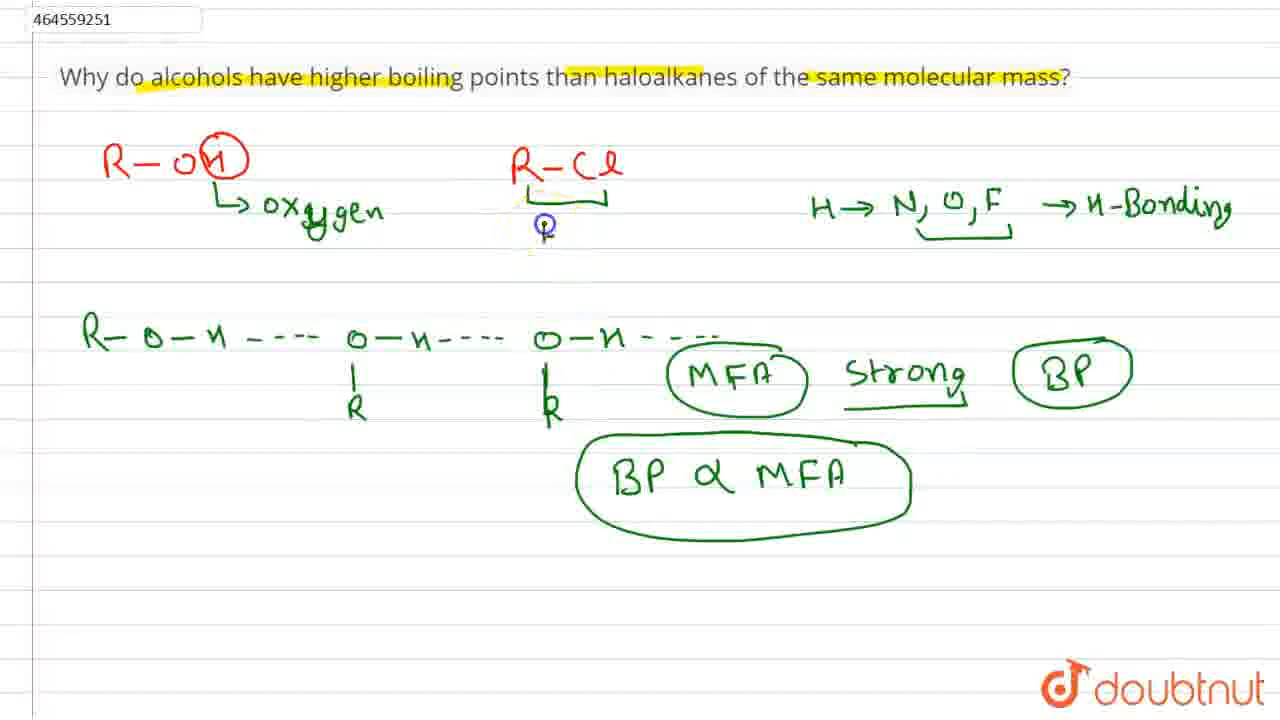 464559251
Why do alcohols have higher boiling points than haloalkanes of the same molecular mass?
R-OH
R-Cl
→ oxygen
H → N, O, F → H-Bonding
R-O-H ---- O-H ---- O-H ----
R R
MFA Strong BP
BP ∝ MFA
doubtnut